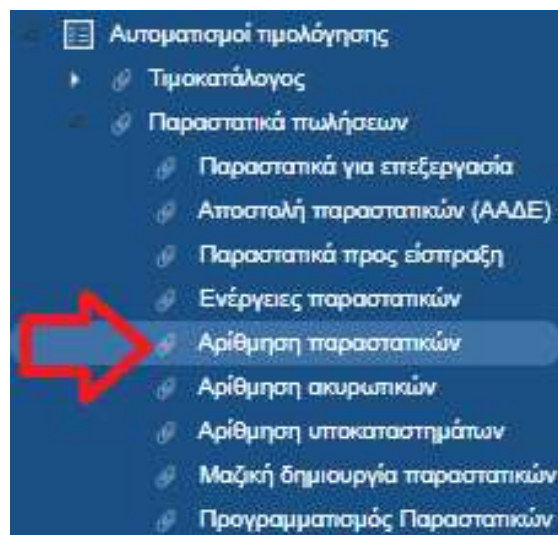 Αυτοματισμοί τιμολόγησης
Τιμοκατάλογος
Παραστατικά πωλήσεων
Παραστατικά για επεξεργασία
Αποστολή παραστατικών (ΑΑΔΕ)
Παραστατικά προς είσπραξη
Ενέργειες παραστατικών
Αρίθμηση παραστατικών
Αρίθμηση ακυρωτικών
Αρίθμηση υποκαταστημάτων
Μαζική δημιουργία παραστατικών
Προγραμματισμός Παραστατικών